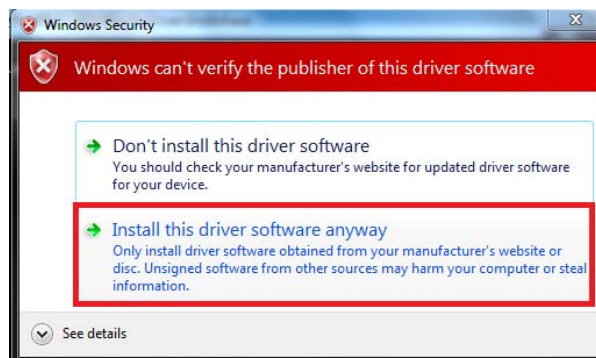 Windows Security
Windows can't verify the publisher of this driver software
Don't install this driver software
You should check your manufacturer's website for updated driver software
for your device.
Install this driver software anyway
Only install driver software obtained from your manufacturer's website or
disc. Unsigned software from other sources may harm your computer or steal
information.
See details